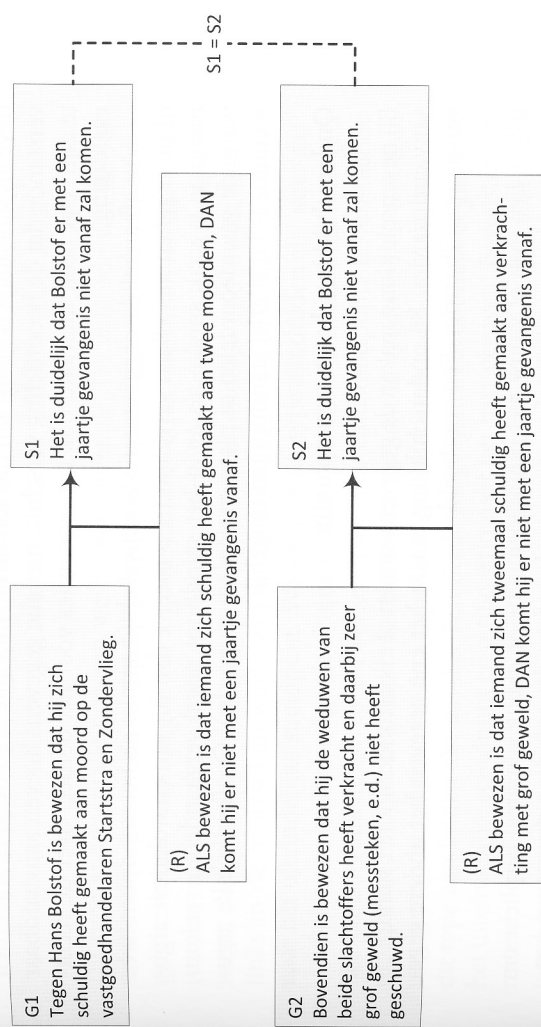 G1
Tegen Hans Bolstof is bewezen dat hij zich
schuldig heeft gemaakt aan moord op de
vastgoedhandelaren Startstra en Zondervlieg.
S1
Het is duidelijk dat Bolstof er met een
jaartje gevangenis niet vanaf zal komen.
(R)
ALS bewezen is dat iemand zich schuldig heeft gemaakt aan twee moorden, DAN
komt hij er niet met een jaartje gevangenis vanaf.
S1 = S2
G2
Bovendien is bewezen dat hij de weduwen van
beide slachtoffers heeft verkracht en daarbij zeer
grof geweld (messteken, e.d.) niet heeft
geschuwd.
S2
Het is duidelijk dat Bolstof er met een
jaartje gevangenis niet vanaf zal komen.
(R)
ALS bewezen is dat iemand zich tweemaal schuldig heeft gemaakt aan verkrach-
ting met grof geweld, DAN komt hij er niet met een jaartje gevangenis vanaf.